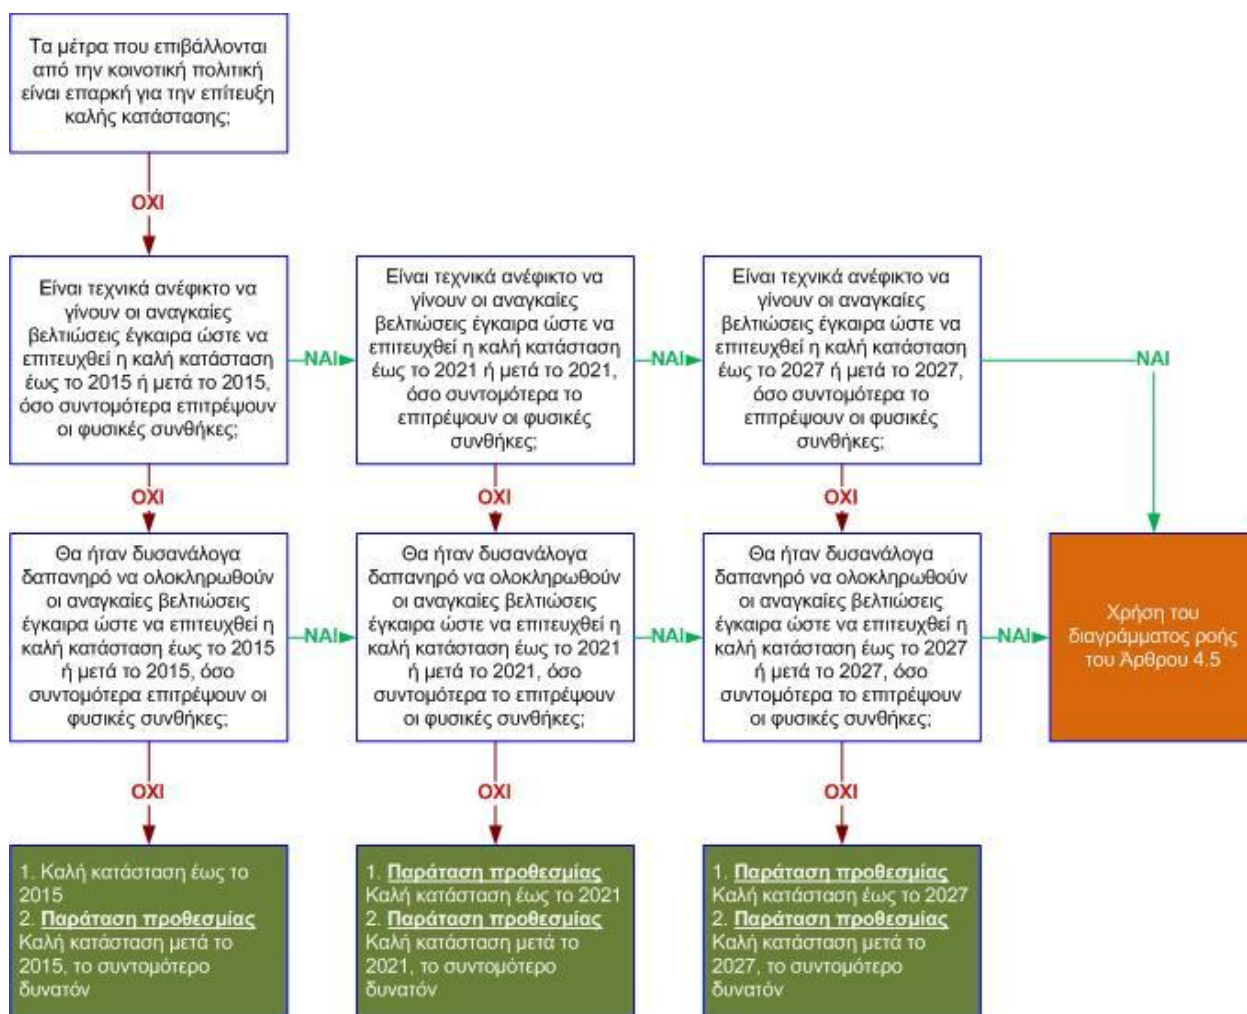 Τα μέτρα που επιβάλλονται
από την κοινοτική πολιτική
είναι επαρκή για την επίτευξη
καλής κατάστασης;
ΟΧΙ
Είναι τεχνικά ανέφικτο να
γίνουν οι αναγκαίες
βελτιώσεις έγκαιρα ώστε να
επιτευχθεί η καλή κατάσταση
έως το 2015 ή μετά το 2015,
όσο συντομότερα επιτρέψουν
οι φυσικές συνθήκες;
ΝΑΙ
Είναι τεχνικά ανέφικτο να
γίνουν οι αναγκαίες
βελτιώσεις έγκαιρα ώστε να
επιτευχθεί η καλή κατάσταση
έως το 2021 ή μετά το 2021,
όσο συντομότερα το
επιτρέψουν οι φυσικές
συνθήκες;
ΝΑΙ
Είναι τεχνικά ανέφικτο να
γίνουν οι αναγκαίες
βελτιώσεις έγκαιρα ώστε να
επιτευχθεί η καλή κατάσταση
έως το 2027 ή μετά το 2027,
όσο συντομότερα το
επιτρέψουν οι φυσικές
συνθήκες;
ΝΑΙ
ΟΧΙ
ΟΧΙ
ΟΧΙ
Θα ήταν δυσανάλογα
δαπανηρό να ολοκληρωθούν
οι αναγκαίες βελτιώσεις
έγκαιρα ώστε να επιτευχθεί η
καλή κατάσταση έως το 2015
ή μετά το 2015, όσο
συντομότερα επιτρέψουν οι
φυσικές συνθήκες;
ΝΑΙ
Θα ήταν δυσανάλογα
δαπανηρό να ολοκληρωθούν
οι αναγκαίες βελτιώσεις
έγκαιρα ώστε να επιτευχθεί η
καλή κατάσταση έως το 2021
ή μετά το 2021, όσο
συντομότερα το επιτρέψουν
οι φυσικές συνθήκες;
ΝΑΙ
Θα ήταν δυσανάλογα
δαπανηρό να ολοκληρωθούν
οι αναγκαίες βελτιώσεις
έγκαιρα ώστε να επιτευχθεί η
καλή κατάσταση έως το 2027
ή μετά το 2027, όσο
συντομότερα το επιτρέψουν
οι φυσικές συνθήκες;
ΝΑΙ
Χρήση του
διαγράμματος ροής
του Άρθρου 4.5
ΟΧΙ
ΟΧΙ
ΟΧΙ
1. Καλή κατάσταση έως το
2015
2. Παράταση προθεσμίας
Καλή κατάσταση μετά το
2015, το συντομότερο
δυνατόν
1. Παράταση προθεσμίας
Καλή κατάσταση έως το 2021
2. Παράταση προθεσμίας
Καλή κατάσταση μετά το
2021, το συντομότερο
δυνατόν
1. Παράταση προθεσμίας
Καλή κατάσταση έως το 2027
2. Παράταση προθεσμίας
Καλή κατάσταση μετά το
2027, το συντομότερο
δυνατόν